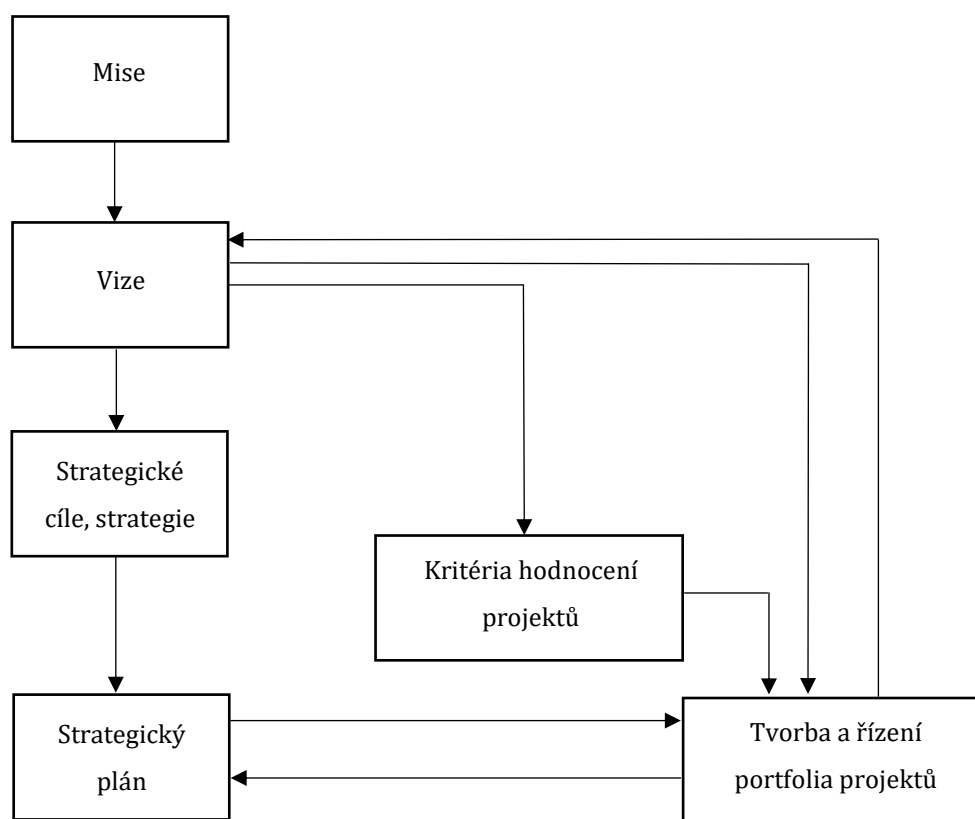 Mise
Vize
Strategické
cíle, strategie
Kritéria hodnocení
projektů
Strategický
plán
Tvorba a řízení
portfolia projektů